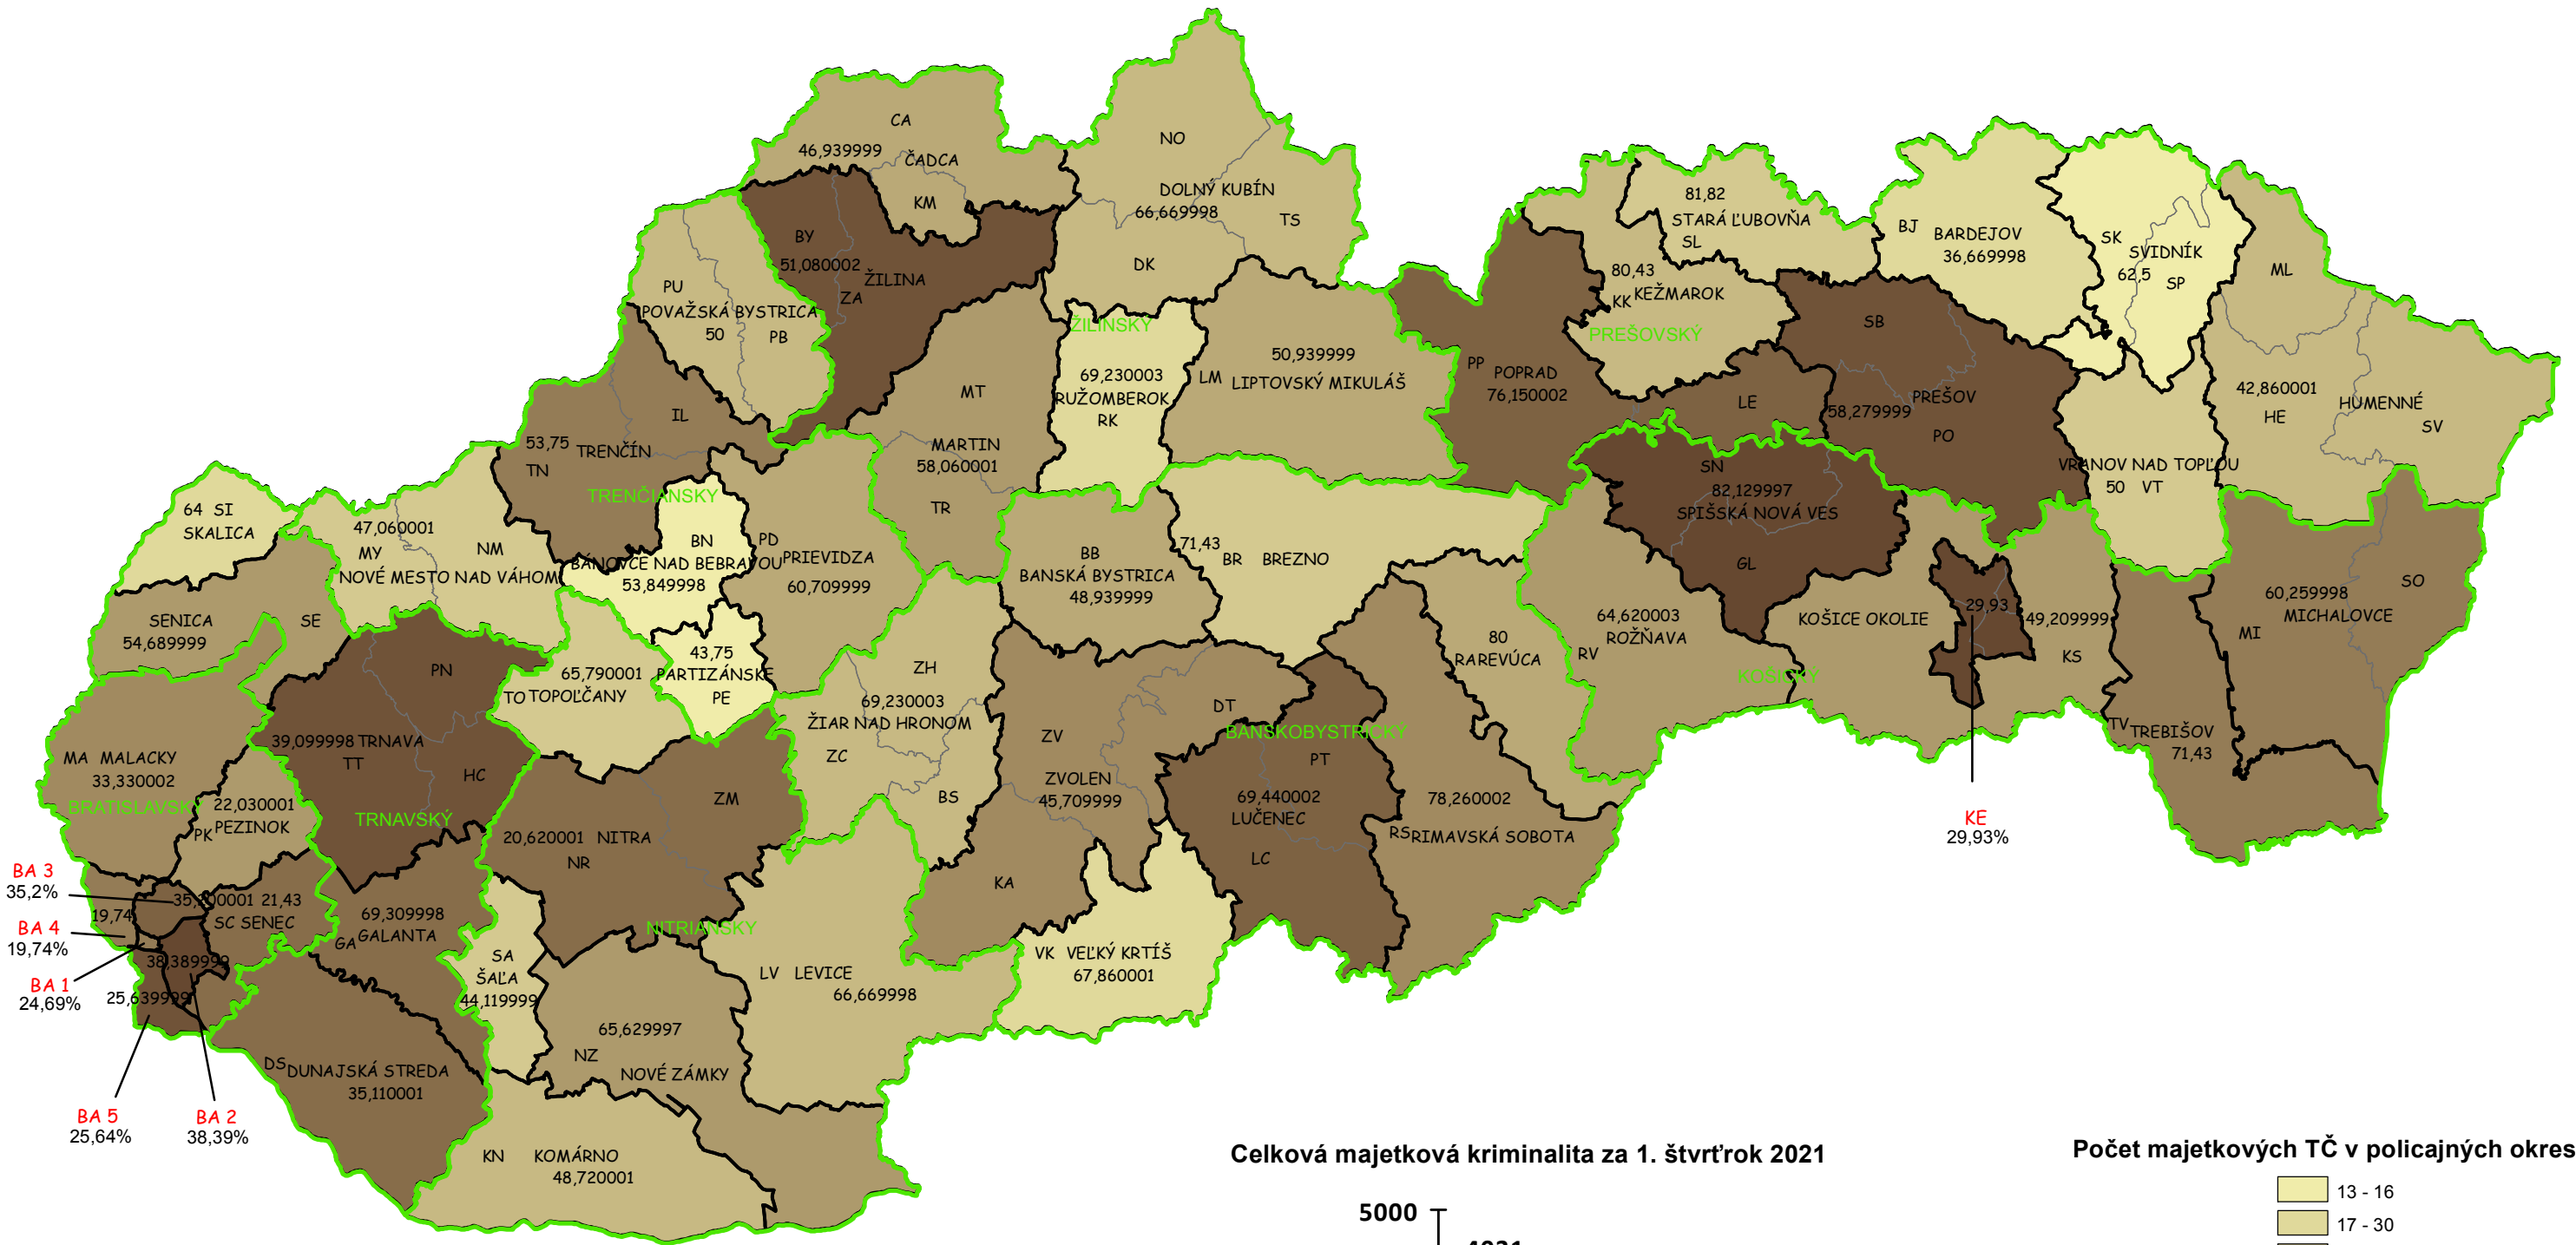 CA
46,939999
ČADCA
KM
NO
DOLNÝ KUBÍN
66,669998
TS
DK
BY
51,080002
ŽILINA
ZA
PU
POVAŽSKÁ BYSTRICA
50
PB
81,82
STARÁ ĽUBOVŇA
SL
80,43
KK KEŽMAROK
PREŠOVSKÝ
BJ
BARDEJOV
36,669998
SK
SVIDNÍK
62,5
SP
ML
42,860001
HUMENNÉ
HE
SV
ŽILINSKÝ
69,230003
RUŽOMBEROK
RK
50,939999
LM
LIPTOVSKÝ MIKULÁŠ
PP
POPRAD
76,150002
LE
SB
58,279999
PREŠOV
PO
VRANOV NAD TOPĽOU
50 VT
MT
MARTIN
58,060001
TR
IL
53,75
TRENČÍN
TN
TRENČIANSKY
64 SI
SKALICA
47,060001
MY
NM
NOVÉ MESTO NAD VÁHOM
BN
BÁNOVCE NAD BEBRAVOU
53,849998
PD
PRIEVIDZA
60,709999
BB
BANSKÁ BYSTRICA
48,939999
71,43
BR BREZNO
SN
82,129997
SPIŠSKÁ NOVÁ VES
GL
SENICA
54,689999
SE
PN
39,099998 TRNAVA
TT
HC
TRNAVSKÝ
65,790001
TO TOPOĽČANY
43,75
PARTIZÁNSKE
PE
ZH
69,230003
ŽIAR NAD HRONOM
ZC
BS
ZV
DT
ZVOLEN
45,709999
KA
BANSKOBYSTRICKÝ
PT
69,440002
LUČENEC
LC
80
RAREVÚCA
78,260002
RS RIMAVSKÁ SOBOTA
64,620003
ROŽŇAVA
RV
KOŠICE OKOLIE
KOŠICKÝ
29,93
49,209999
KS
KE
29,93%
60,259998
MICHALOVCE
MI
SO
TV
TREBIŠOV
71,43
MA MALACKY
33,330002
BRATISLAVSKÝ
22,030001
PEZINOK
PK
BA 3
35,2%
21,43
SC SENEC
19,74
BA 4
19,74%
BA 1
24,69%
38,389999
25,639999
BA 5
25,64%
BA 2
38,39%
69,309998
GALANTA
GA
DS DUNAJSKÁ STREDA
35,110001
20,620001 NITRA
NR
ZM
NITRIANSKY
SA
ŠAĽA
44,119999
65,629997
NZ
NOVÉ ZÁMKY
LV LEVICE
66,669998
VK VEĽKÝ KRTÍŠ
67,860001
KN KOMÁRNO
48,720001
Celková majetková kriminalita za 1. štvrťrok 2021
5000
Počet majetkových TČ v policajných okres
13 - 16
17 - 30